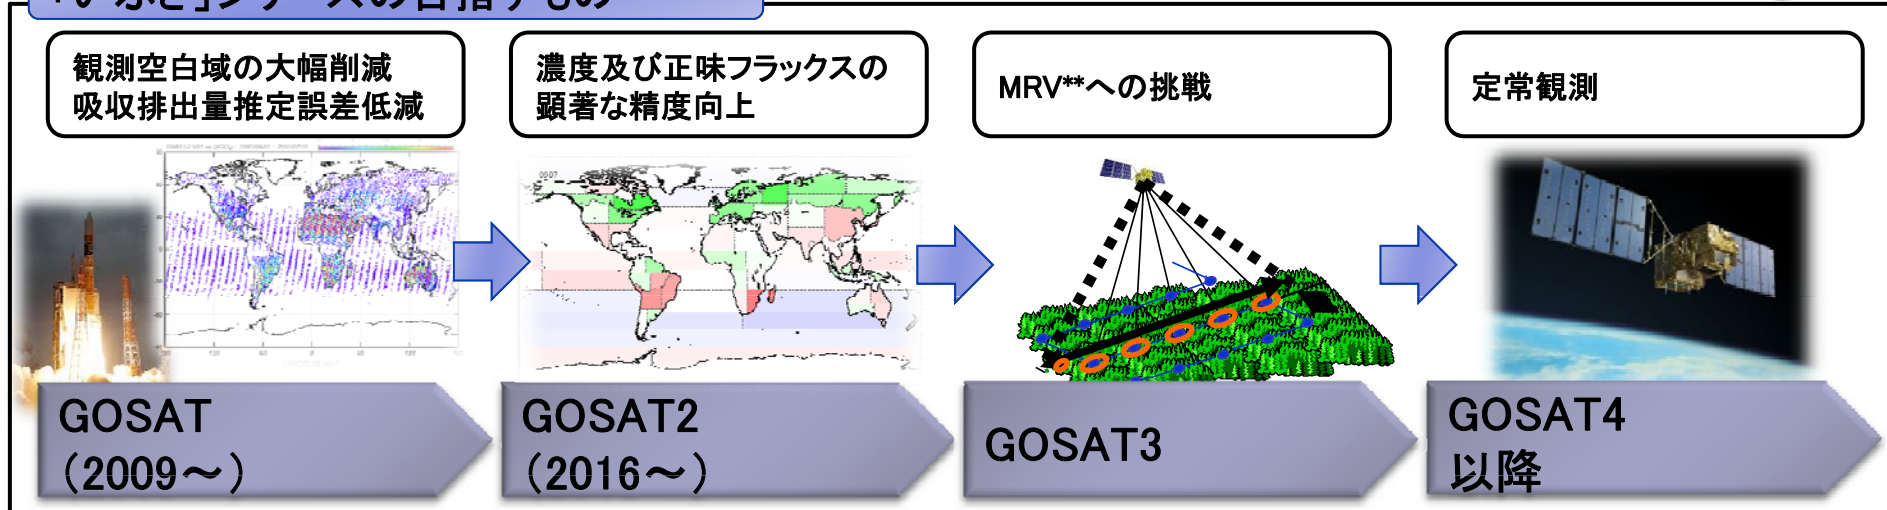 観測空白域の大幅削減
吸収排出量推定誤差低減
濃度及び正味フラックスの
顕著な精度向上
MRV**への挑戦
定常観測
0907
GOSAT
(2009～)
GOSAT2
(2016～)
GOSAT3
GOSAT4
以降